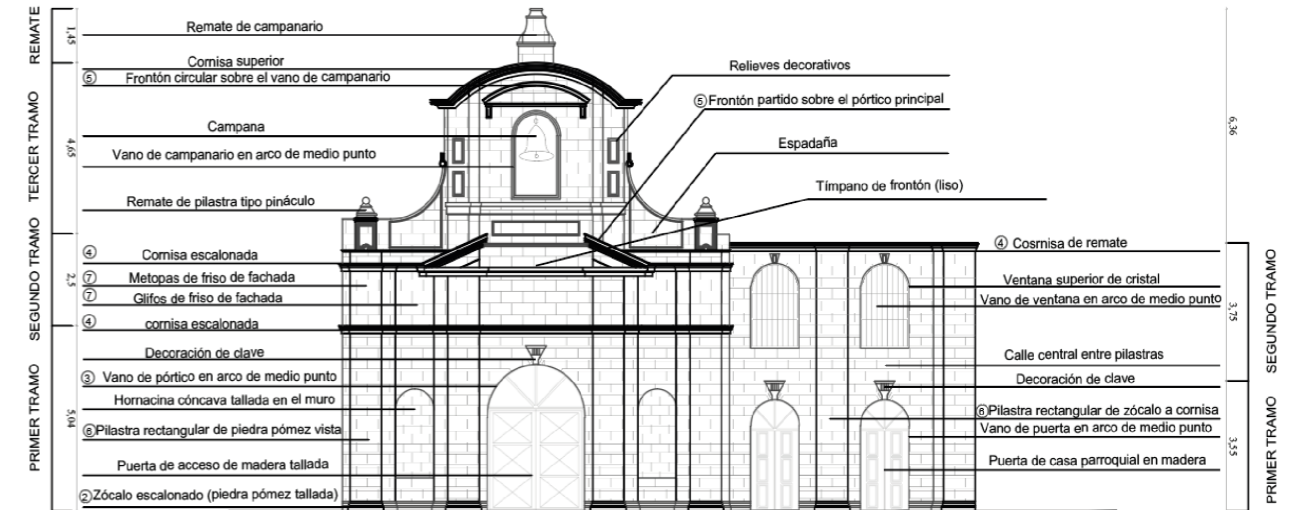 REMATE
1,45
Remate de campanario
Cornisa superior
⑤ Frontón circular sobre el vano de campanario
TERCER TRAMO
4,65
Campana
Vano de campanario en arco de medio punto
Remate de pilastra tipo pináculo
SEGUNDO TRAMO
2,5
④ Cornisa escalonada
⑦ Metopas de friso de fachada
⑦ Glifos de friso de fachada
④ cornisa escalonada
PRIMER TRAMO
5,04
Decoración de clave
③ Vano de pórtico en arco de medio punto
Hornacina cóncava tallada en el muro
⑥Pilastra rectangular de piedra pómez vista
Puerta de acceso de madera tallada
②Zócalo escalonado (piedra pómez tallada)
Relieves decorativos
⑤Frontón partido sobre el pórtico principal
Espadaña
Tímpano de frontón (liso)
6,36
④ Cosrnisa de remate
Ventana superior de cristal
Vano de ventana en arco de medio punto
3,75
SEGUNDO TRAMO
Calle central entre pilastras
Decoración de clave
⑥Pilastra rectangular de zócalo a cornisa
Vano de puerta en arco de medio punto
Puerta de casa parroquial en madera
3,55
PRIMER TRAMO